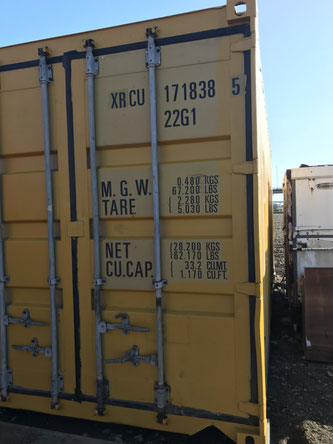 XRCU 171838 5
22G1
M.G.W. 0.480 KGS
67.200 LBS
TARE 2.280 KGS
5.030 LBS
NET 28.200 KGS
62.170 LBS
CU.CAP. 33.2 CU.MT.
1.170 CU.FT.